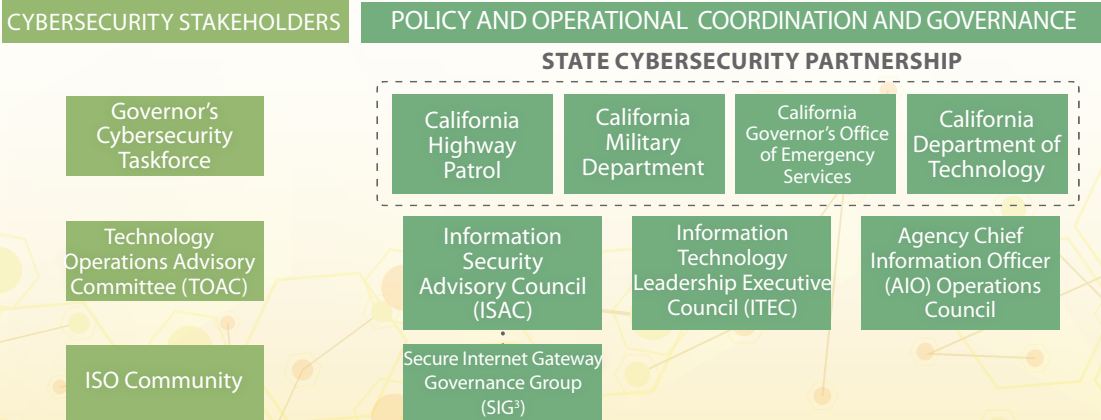 CYBERSECURITY STAKEHOLDERS
Governor’s
Cybersecurity
Taskforce
Technology
Operations Advisory
Committee (TOAC)
ISO Community
POLICY AND OPERATIONAL COORDINATION AND GOVERNANCE
STATE CYBERSECURITY PARTNERSHIP
California
Highway
Patrol
California
Military
Department
California
Governor’s Office
of Emergency
Services
California
Department of
Technology
Information
Security
Advisory Council
(ISAC)
Information
Technology
Leadership Executive
Council (ITEC)
Agency Chief
Information Officer
(AIO) Operations
Council
Secure Internet Gateway
Governance Group
(SIG³)